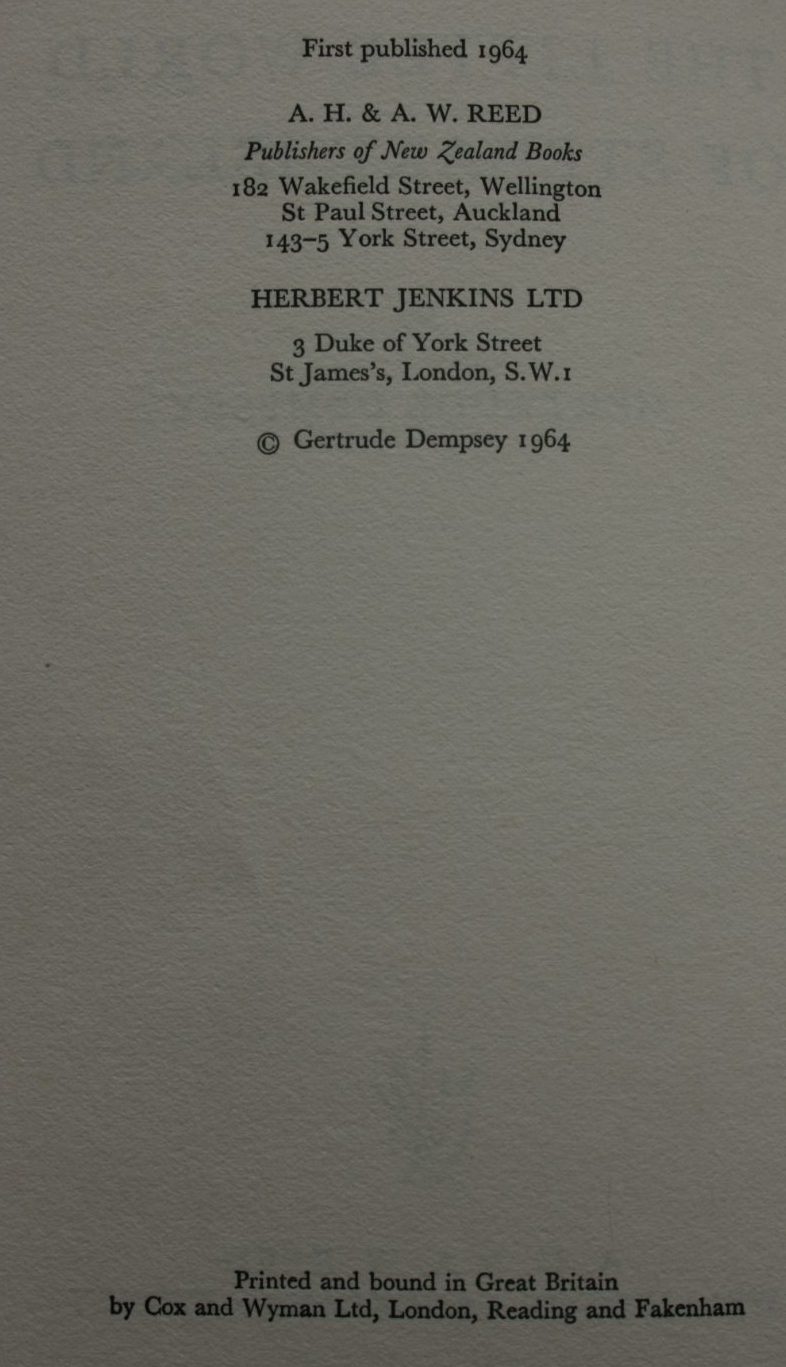 First published 1964
A. H. & A. W. REED
Publishers of New Zealand Books
182 Wakefield Street, Wellington
St Paul Street, Auckland
143–5 York Street, Sydney
HERBERT JENKINS LTD
3 Duke of York Street
St James's, London, S.W.1
© Gertrude Dempsey 1964
Printed and bound in Great Britain
by Cox and Wyman Ltd, London, Reading and Fakenham